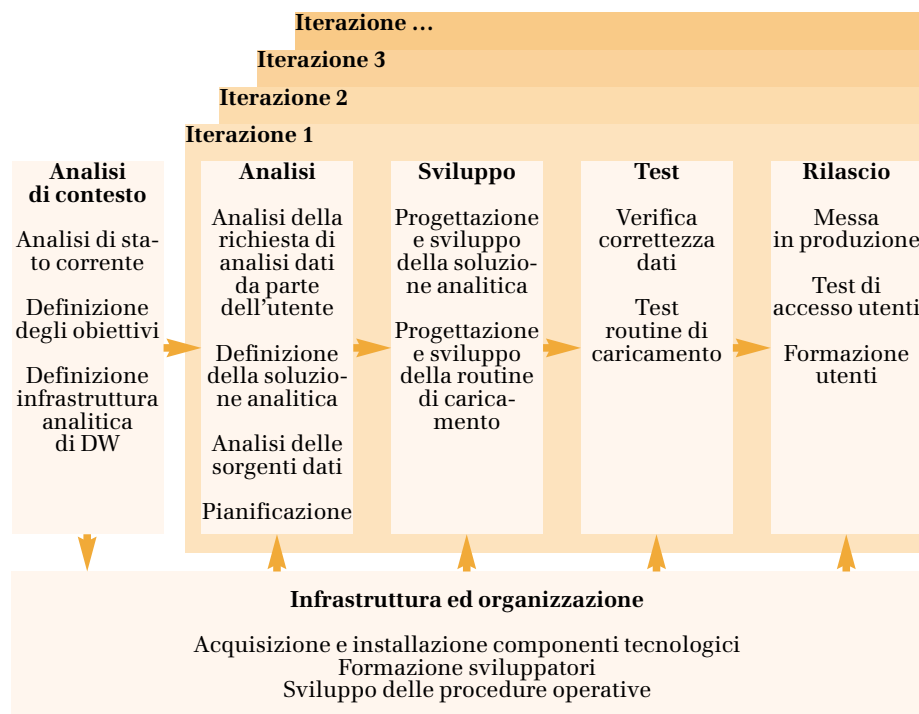 Iterazione ...
Iterazione 3
Iterazione 2
Iterazione 1
Analisi
di contesto
Analisi di sta-
to corrente
Definizione
degli obiettivi
Definizione
infrastruttura
analitica
di DW
Analisi
Analisi della
richiesta di
analisi dati
da parte
dell'utente
Definizione
della soluzio-
ne analitica
Analisi delle
sorgenti dati
Pianificazione
Sviluppo
Progettazione
e sviluppo
della soluzio-
ne analitica
Progettazione
e sviluppo
della routine
di carica-
mento
Test
Verifica
correttezza
dati
Test
routine di
caricamento
Rilascio
Messa
in produzione
Test di
accesso utenti
Formazione
utenti
Infrastruttura ed organizzazione
Acquisizione e installazione componenti tecnologici
Formazione sviluppatori
Sviluppo delle procedure operative